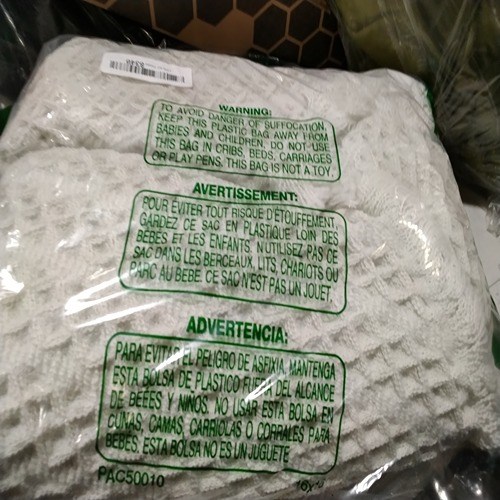 WARNING:
TO AVOID DANGER OF SUFFOCATION,
KEEP THIS PLASTIC BAG AWAY FROM
BABIES AND CHILDREN. DO NOT USE
THIS BAG IN CRIBS, BEDS, CARRIAGES
OR PLAY PENS. THIS BAG IS NOT A TOY.
AVERTISSEMENT:
POUR ÉVITER TOUT RISQUE D'ÉTOUFFEMENT,
GARDEZ CE SAC EN PLASTIQUE LOIN DES
BÉBÉS ET LES ENFANTS. N'UTILISEZ PAS CE
SAC DANS LES BERCEAUX, LITS, CHARIOTS OU
PARC AU BÉBÉ. CE SAC N'EST PAS UN JOUET.
ADVERTENCIA:
PARA EVITAR EL PELIGRO DE ASFIXIA, MANTENGA
ESTA BOLSA DE PLÁSTICO FUERA DEL ALCANCE
DE BEBES Y NIÑOS. NO USAR ESTA BOLSA EN
CUNAS, CAMAS, CARRIOLAS O CORRALES PARA
BEBES. ESTA BOLSA NO ES UN JUGUETE
PAC50010